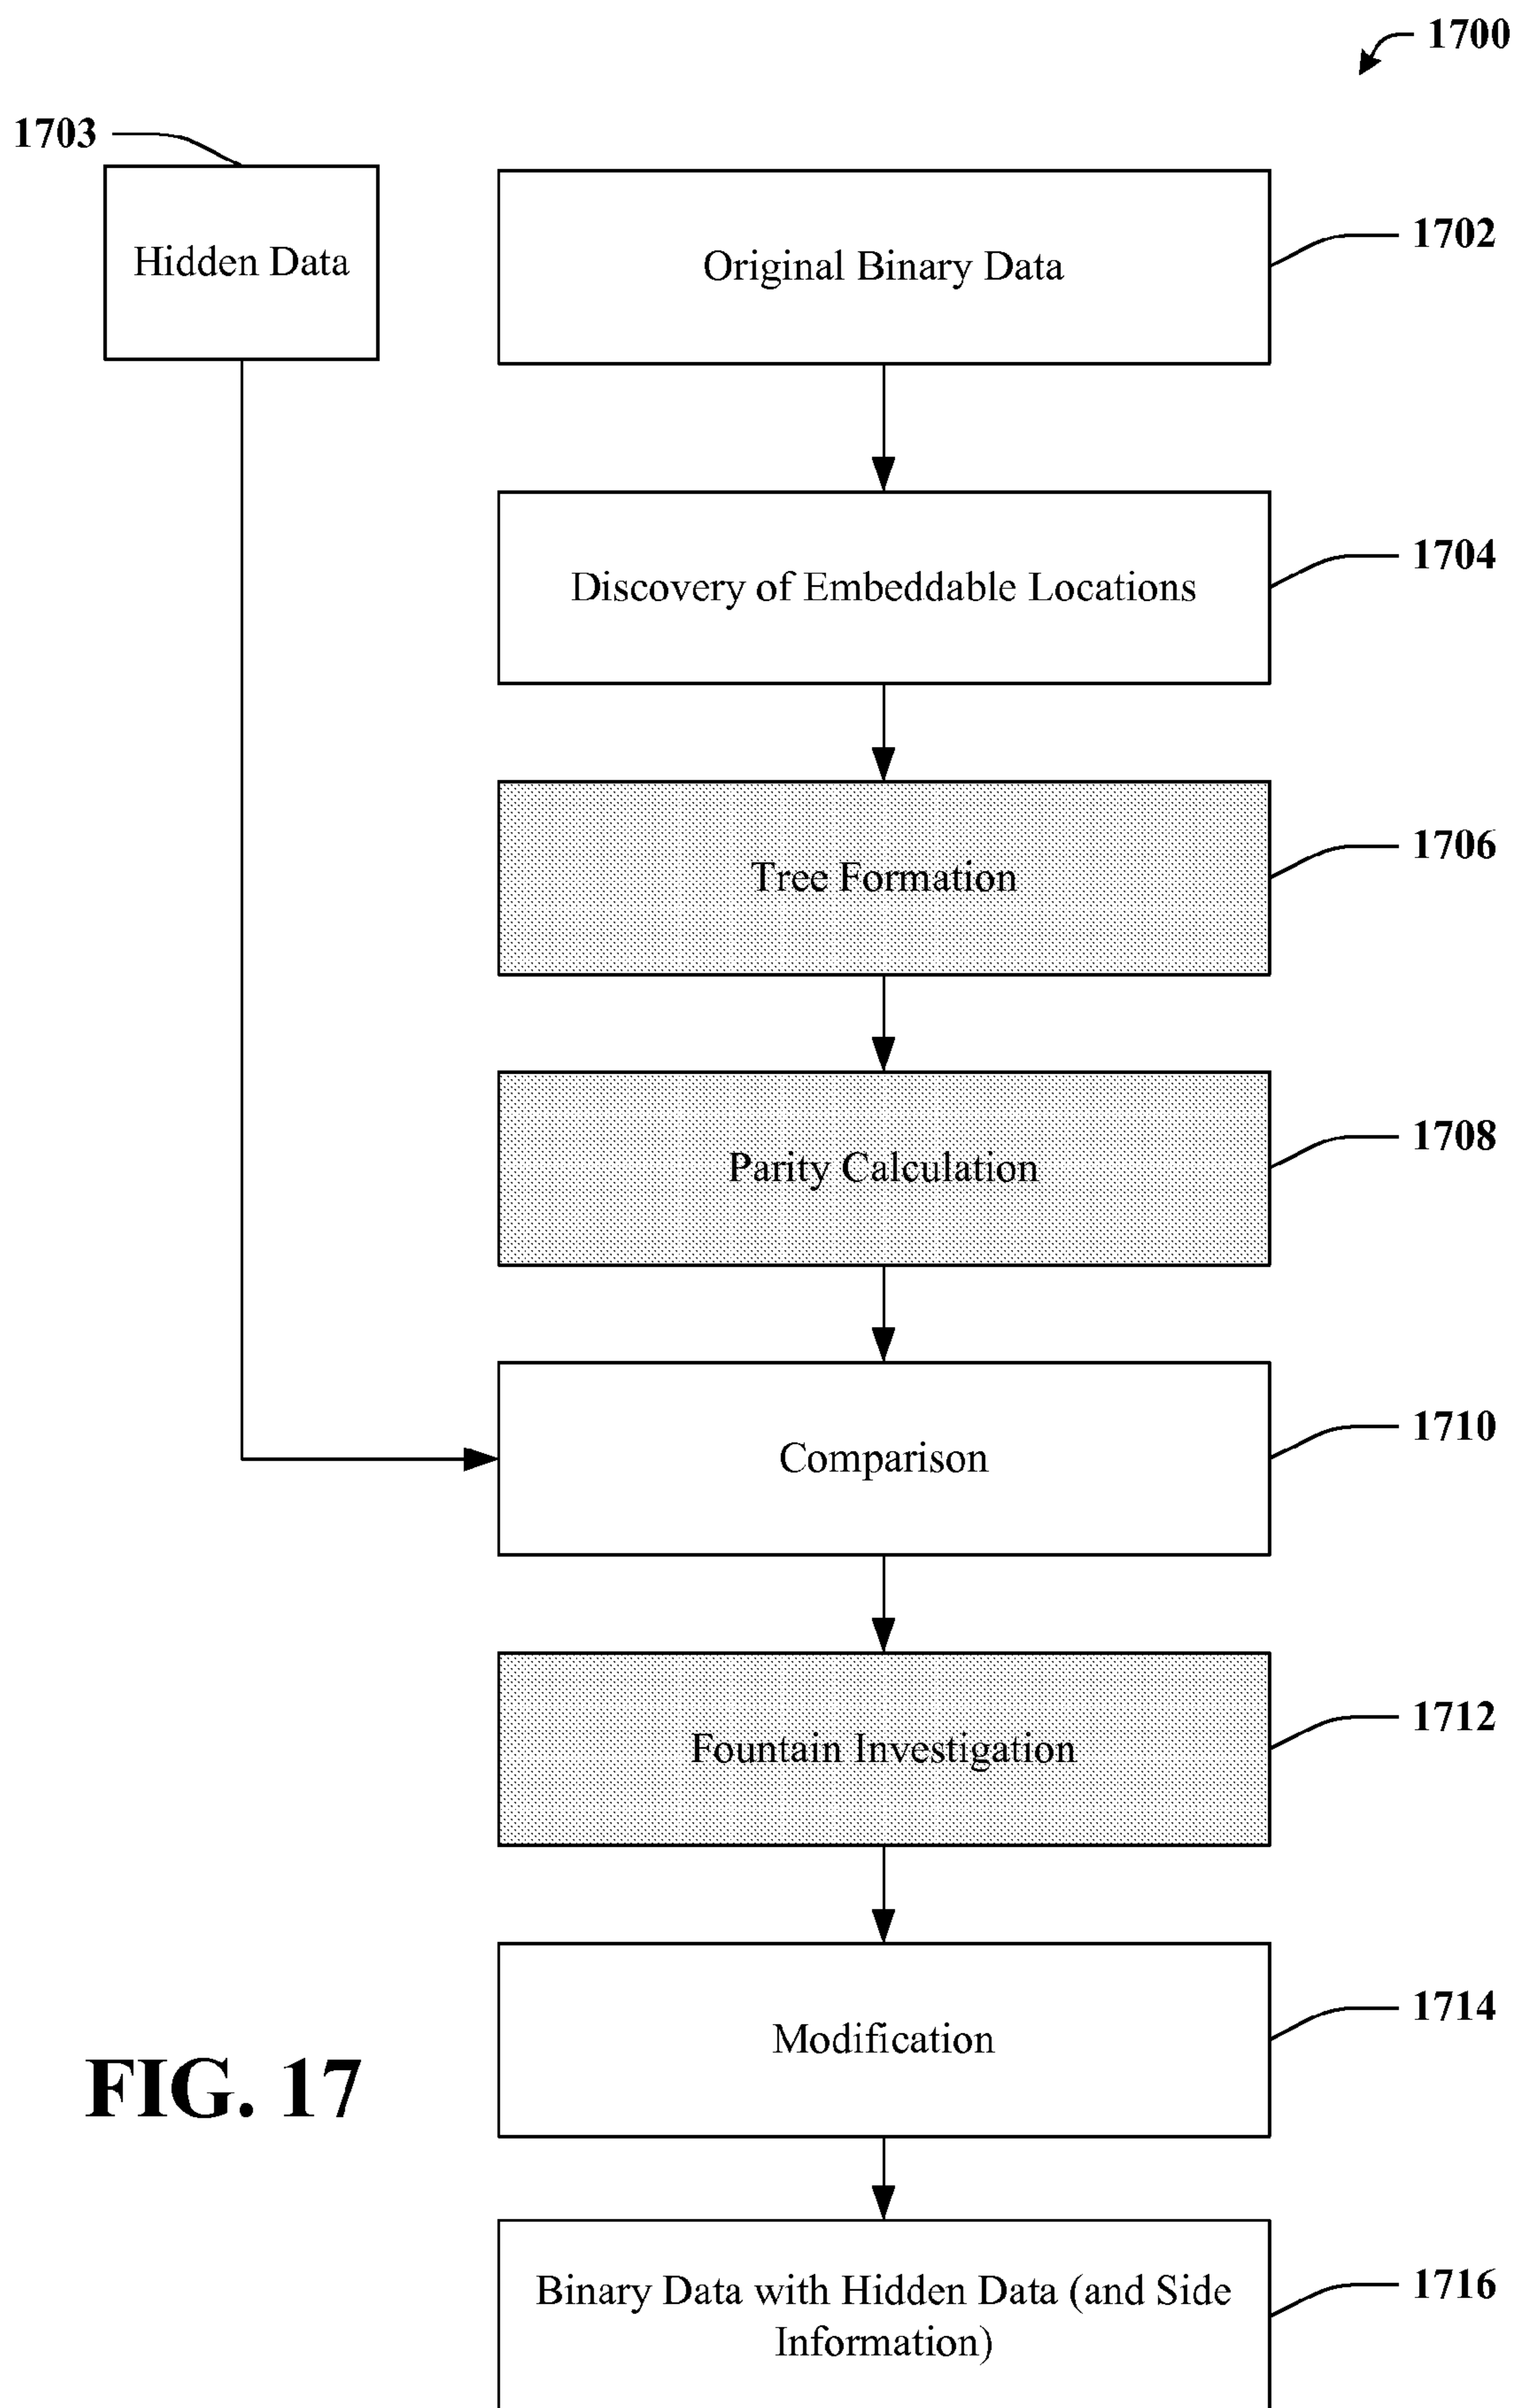 1700
1703
Hidden Data
Original Binary Data
1702
Discovery of Embeddable Locations
1704
Tree Formation
1706
Parity Calculation
1708
Comparison
1710
Fountain Investigation
1712
Modification
1714
FIG. 17
Binary Data with Hidden Data (and Side
Information)
1716